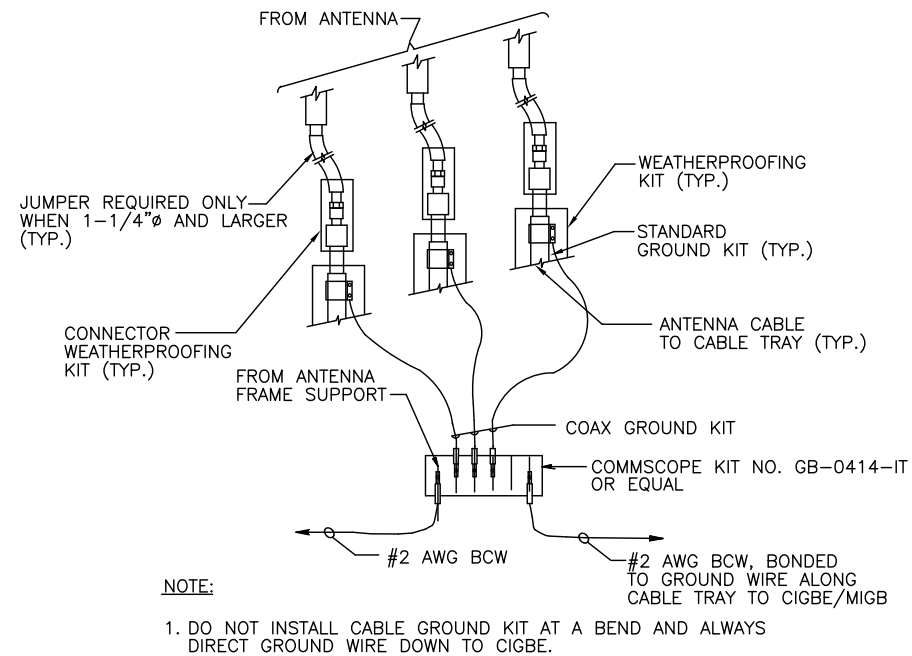 FROM ANTENNA
JUMPER REQUIRED ONLY
WHEN 1-1/4"ø AND LARGER
(TYP.)
WEATHERPROOFING
KIT (TYP.)
STANDARD
GROUND KIT (TYP.)
CONNECTOR
WEATHERPROOFING
KIT (TYP.)
ANTENNA CABLE
TO CABLE TRAY (TYP.)
FROM ANTENNA
FRAME SUPPORT
COAX GROUND KIT
COMMSCOPE KIT NO. GB-0414-IT
OR EQUAL
#2 AWG BCW
#2 AWG BCW, BONDED
TO GROUND WIRE ALONG
CABLE TRAY TO CIGBE/MIGB
NOTE:
1. DO NOT INSTALL CABLE GROUND KIT AT A BEND AND ALWAYS
DIRECT GROUND WIRE DOWN TO CIGBE.